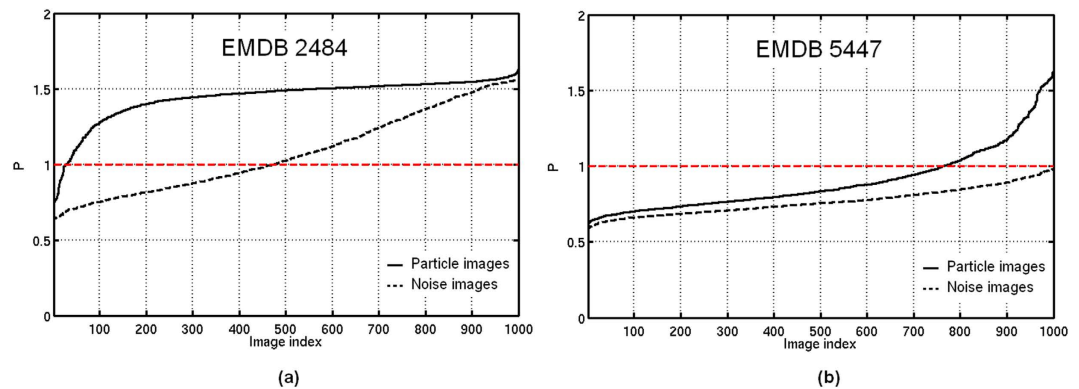 EMDB 2484
2
1.5
1
0.5
0
P
Particle images
Noise images
100 200 300 400 500 600 700 800 900 1000
Image index
(a)
EMDB 5447
2
1.5
1
0.5
0
P
Particle images
Noise images
100 200 300 400 500 600 700 800 900 1000
Image index
(b)